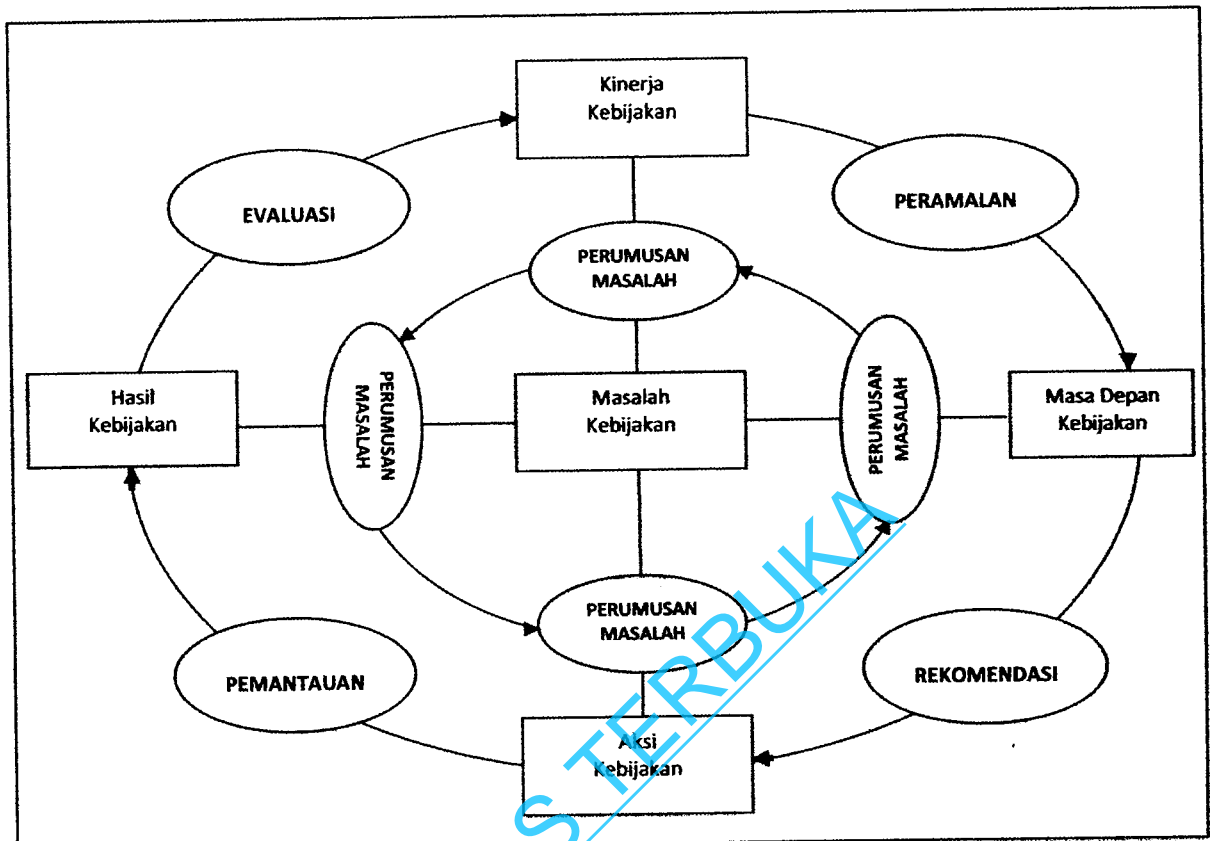 Kinerja
Kebijakan
EVALUASI
PERAMALAN
PERUMUSAN
MASALAH
Hasil
Kebijakan
PERUMUSAN
MASALAH
Masalah
Kebijakan
PERUMUSAN
MASALAH
Masa Depan
Kebijakan
PERUMUSAN
MASALAH
PEMANTAUAN
REKOMENDASI
Aksi
Kebijakan
S TERBUKA